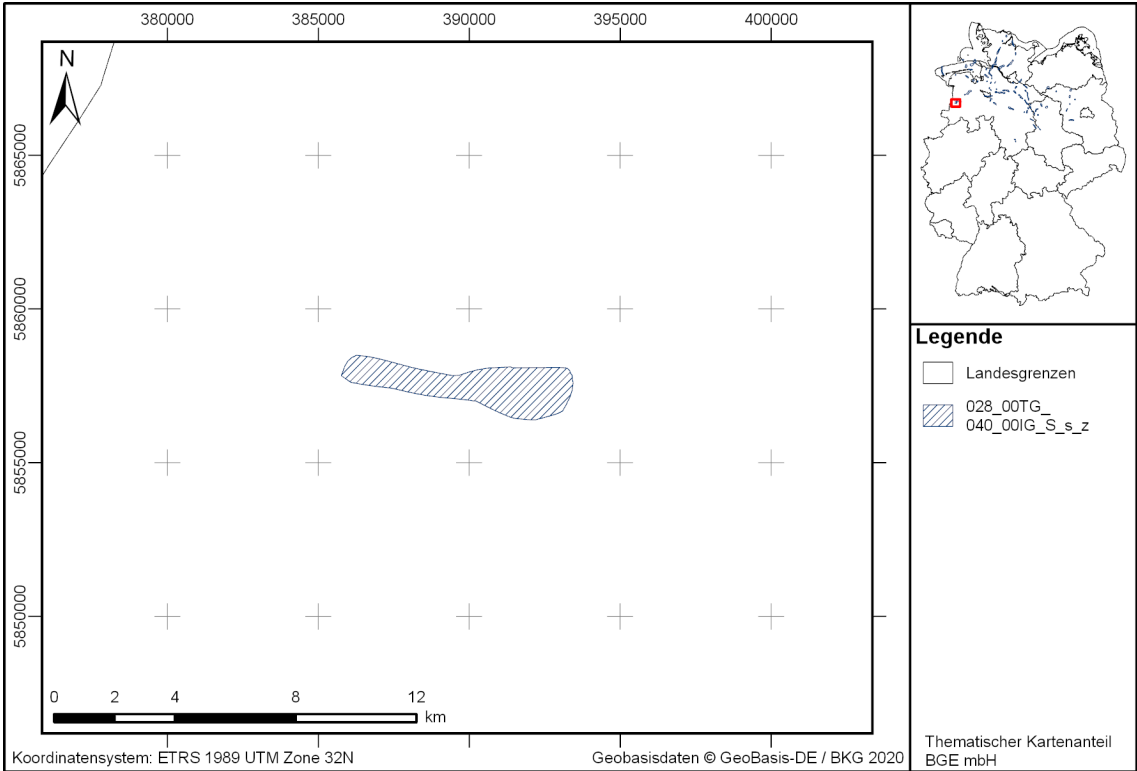 380000 385000 390000 395000 400000
N
5865000
5860000
5855000
5850000
0 2 4 8 12
km
Koordinatensystem: ETRS 1989 UTM Zone 32N
Geobasisdaten © GeoBasis-DE / BKG 2020
Legende
Landesgrenzen
028_00TG_
040_00IG_S_s_z
Thematischer Kartenanteil
BGE mbH